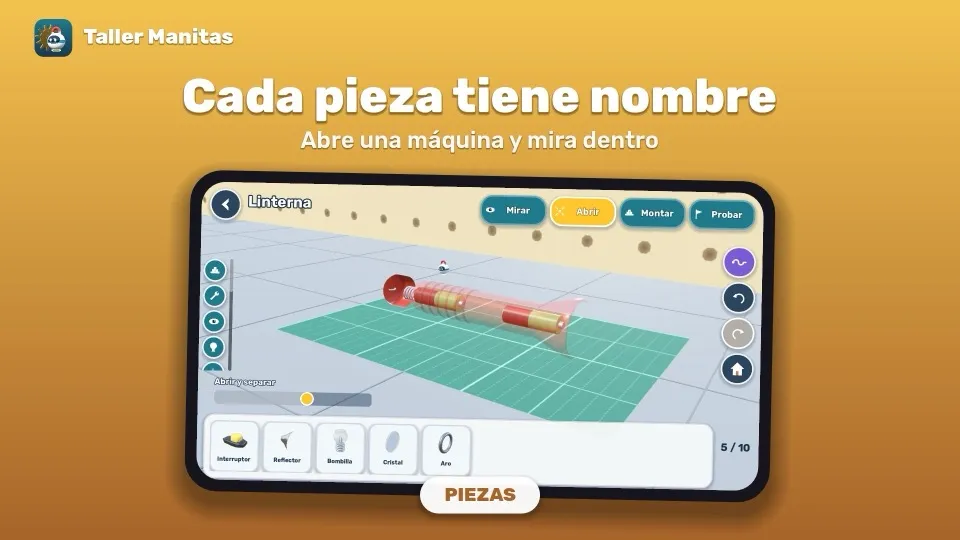 Taller Manitas
Cada pieza tiene nombre
Abre una máquina y mira dentro
Linterna
Mirar
Abrir
Montar
Probar
Abrir y separar
Interruptor
Reflector
Bombilla
Cristal
Aro
5 / 10
PIEZAS